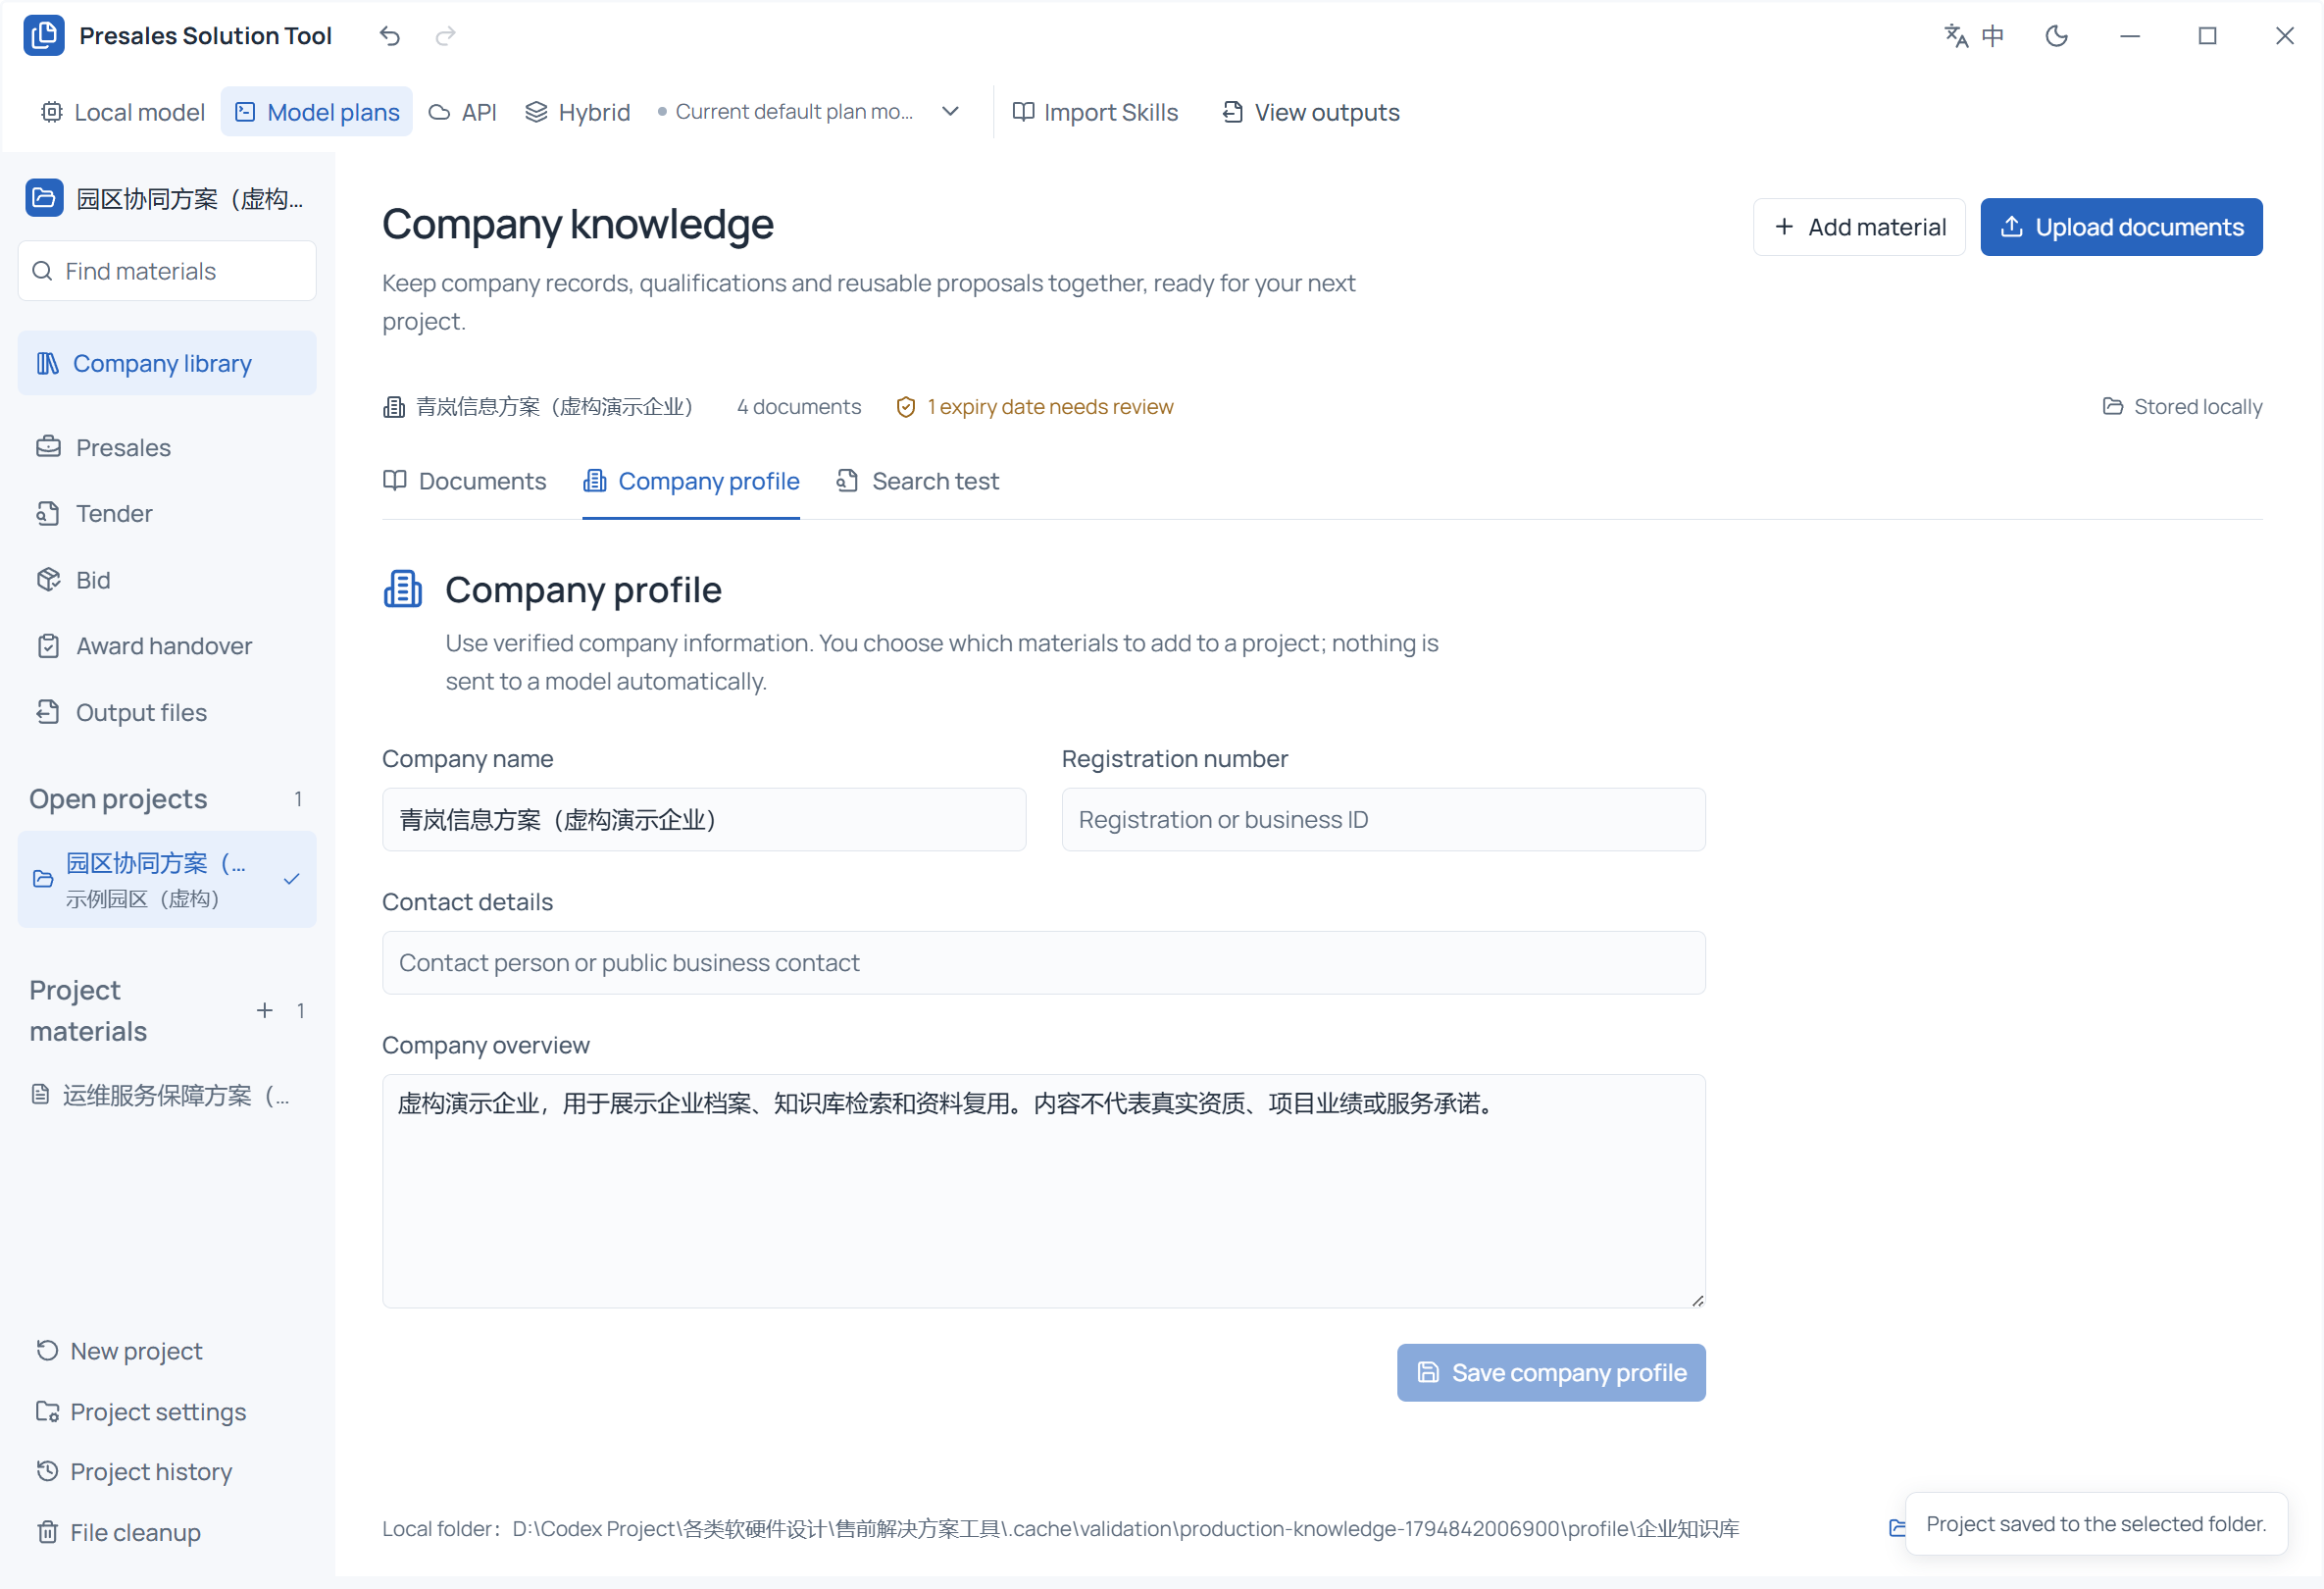 Presales Solution Tool
中
Local model
Model plans
API
Hybrid
Current default plan mo...
Import Skills
View outputs
园区协同方案（虚构...
Find materials
Company library
Presales
Tender
Bid
Award handover
Output files
Open projects 1
园区协同方案（...
示例园区（虚构）
Project
materials
1
运维服务保障方案（...
New project
Project settings
Project history
File cleanup
Company knowledge
Add material
Upload documents
Keep company records, qualifications and reusable proposals together, ready for your next
project.
青岚信息方案（虚构演示企业）
4 documents
1 expiry date needs review
Stored locally
Documents
Company profile
Search test
Company profile
Use verified company information. You choose which materials to add to a project; nothing is
sent to a model automatically.
Company name
青岚信息方案（虚构演示企业）
Registration number
Registration or business ID
Contact details
Contact person or public business contact
Company overview
虚构演示企业，用于展示企业档案、知识库检索和资料复用。内容不代表真实资质、项目业绩或服务承诺。
Save company profile
Local folder：D:\Codex Project\各类软硬件设计\售前解决方案工具\.cache\validation\production-knowledge-1794842006900\profile\企业知识库
Project saved to the selected folder.